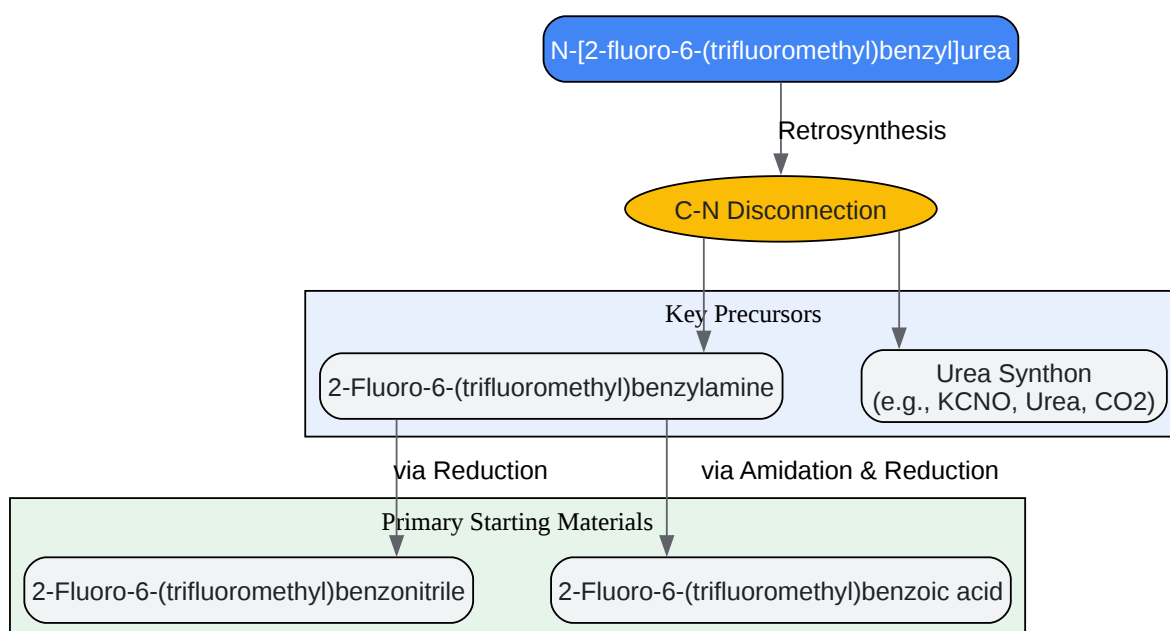 N-[2-fluoro-6-(trifluoromethyl)benzyl]urea
Retrosynthesis
C-N Disconnection
Key Precursors
2-Fluoro-6-(trifluoromethyl)benzylamine
Urea Synthon
(e.g., KCNO, Urea, CO2)
via Reduction
via Amidation & Reduction
Primary Starting Materials
2-Fluoro-6-(trifluoromethyl)benzonitrile
2-Fluoro-6-(trifluoromethyl)benzoic acid